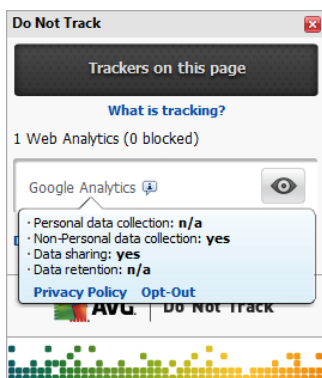 Do Not Track
Trackers on this page
What is tracking?
1 Web Analytics (0 blocked)
Google Analytics
· Personal data collection: n/a
· Non-Personal data collection: yes
· Data sharing: yes
· Data retention: n/a
Privacy Policy Opt-Out
AVG. Do Not Track